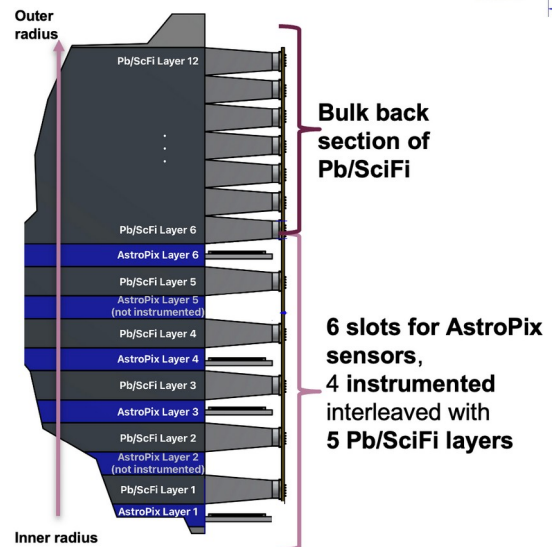 Outer
radius
Pb/ScFi Layer 12
Pb/ScFi Layer 6
AstroPix Layer 6
Pb/ScFi Layer 5
AstroPix Layer 5
(not instrumented)
Pb/ScFi Layer 4
AstroPix Layer 4
Pb/ScFi Layer 3
AstroPix Layer 3
Pb/ScFi Layer 2
AstroPix Layer 2
(not instrumented)
Pb/ScFi Layer 1
AstroPix Layer 1
Inner radius
Bulk back
section of
Pb/SciFi
6 slots for AstroPix
sensors,
4 instrumented
interleaved with
5 Pb/SciFi layers